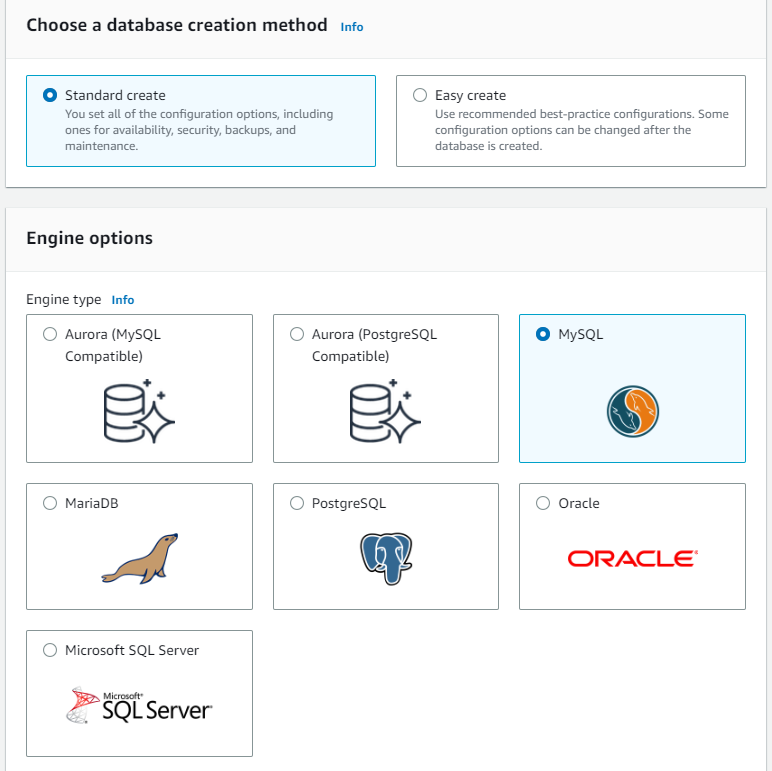 Choose a database creation method Info
Standard create
You set all of the configuration options, including
ones for availability, security, backups, and
maintenance.
Easy create
Use recommended best-practice configurations. Some
configuration options can be changed after the
database is created.
Engine options
Engine type Info
Aurora (MySQL
Compatible)
Aurora (PostgreSQL
Compatible)
MySQL
MariaDB
PostgreSQL
Oracle
ORACLE®
Microsoft SQL Server
Microsoft®
SQL Server®